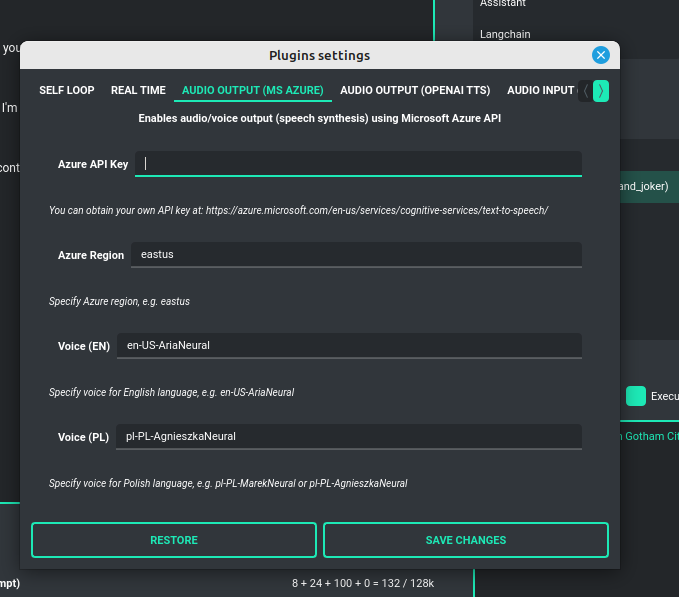 Assistant
Langchain
you
I'm
cont
and_joker)
Execu
Gotham Cit
Plugins settings
SELF LOOP REAL TIME AUDIO OUTPUT (MS AZURE) AUDIO OUTPUT (OPENAI TTS) AUDIO INPUT
Enables audio/voice output (speech synthesis) using Microsoft Azure API
Azure API Key
You can obtain your own API key at: https://azure.microsoft.com/en-us/services/cognitive-services/text-to-speech/
Azure Region eastus
Specify Azure region, e.g. eastus
Voice (EN) en-US-AriaNeural
Specify voice for English language, e.g. en-US-AriaNeural
Voice (PL) pl-PL-AgnieszkaNeural
Specify voice for Polish language, e.g. pl-PL-MarekNeural or pl-PL-AgnieszkaNeural
RESTORE SAVE CHANGES
mpt) 8 + 24 + 100 + 0 = 132 / 128k